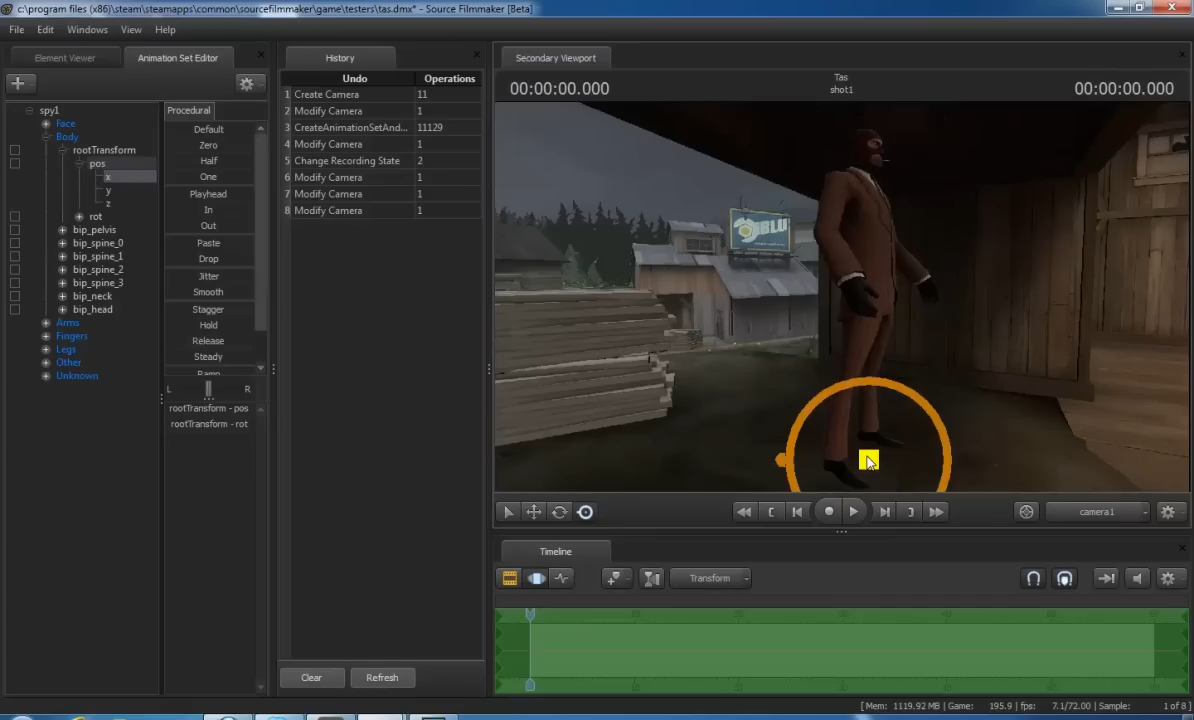 c:\program files (x86)\steam\steamapps\common\sourcefilmmaker\game\testers\tas.dmx* - Source Filmmaker [Beta]
File Edit Windows View Help
Element Viewer Animation Set Editor
spy1
Face
Body
rootTransform
pos
x
y
z
rot
bip_pelvis
bip_spine_0
bip_spine_1
bip_spine_2
bip_spine_3
bip_neck
bip_head
Arms
Fingers
Legs
Other
Unknown
Procedural
Default
Zero
Half
One
Playhead
In
Out
Paste
Drop
Jitter
Smooth
Stagger
Hold
Release
Steady
Ramp
L R
rootTransform - pos
rootTransform - rot
History
Undo Operations
1 Create Camera 11
2 Modify Camera 1
3 CreateAnimationSetAnd... 11129
4 Modify Camera 1
5 Change Recording State 2
6 Modify Camera 1
7 Modify Camera 1
8 Modify Camera 1
Clear Refresh
Secondary Viewport
00:00:00.000 Tas 00:00:00.000
shot1
BLU
camera1
Timeline
Transform
[ Mem: 1119.92 MB | Game: 195.9 | fps: 7.1/72.00 | Sample: 1 of 8 ]